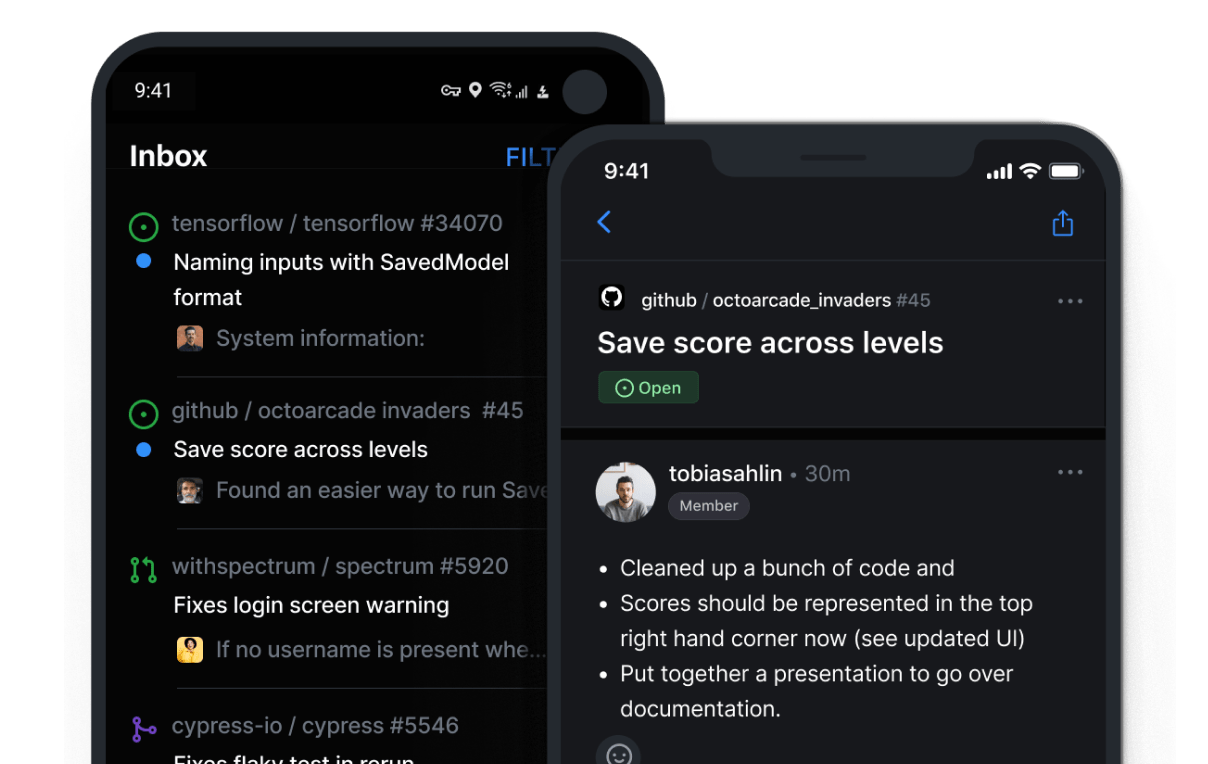 9:41
Inbox
FILT
tensorflow / tensorflow #34070
Naming inputs with SavedModel
format
System information:
github / octoarcade invaders #45
Save score across levels
Found an easier way to run Save
withspectrum / spectrum #5920
Fixes login screen warning
If no username is present whe...
cypress-io / cypress #5546
Fixes flaky test in rerun
9:41
github / octoarcade_invaders #45
Save score across levels
Open
tobiasahlin • 30m
Member
• Cleaned up a bunch of code and
• Scores should be represented in the top
right hand corner now (see updated UI)
• Put together a presentation to go over
documentation.